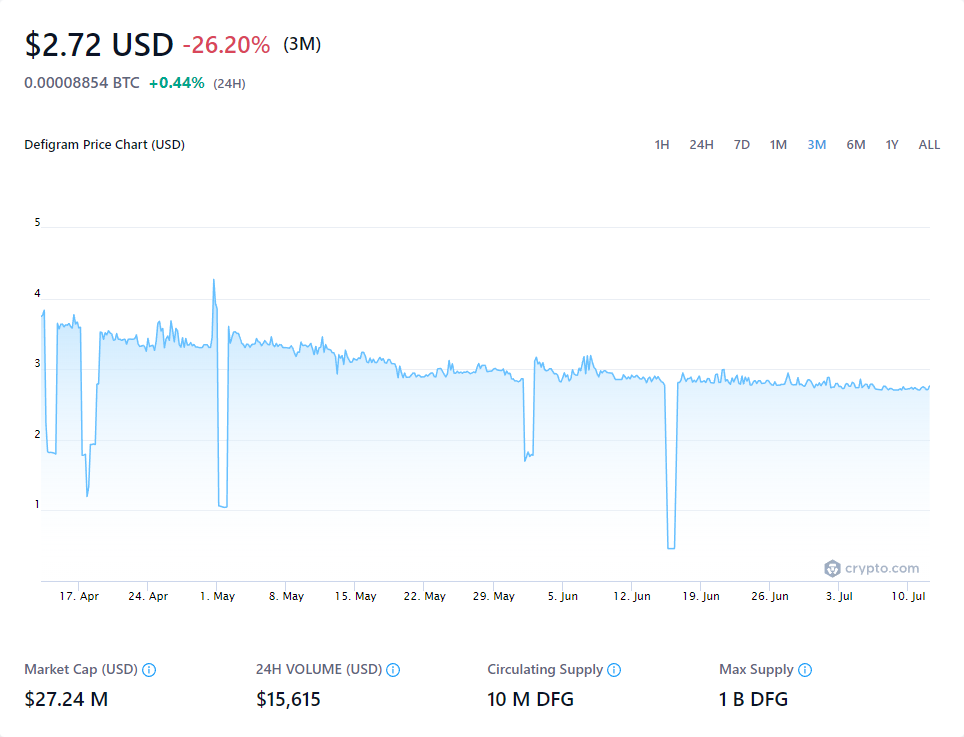 $2.72 USD -26.20% (3M)
0.00008854 BTC +0.44% (24H)
Defigram Price Chart (USD) 1H 24H 7D 1M 3M 6M 1Y ALL
5
4
3
2
1
crypto.com
17. Apr 24. Apr 1. May 8. May 15. May 22. May 29. May 5. Jun 12. Jun 19. Jun 26. Jun 3. Jul 10. Jul
Market Cap (USD) 24H VOLUME (USD) Circulating Supply Max Supply
$27.24 M $15,615 10 M DFG 1 B DFG